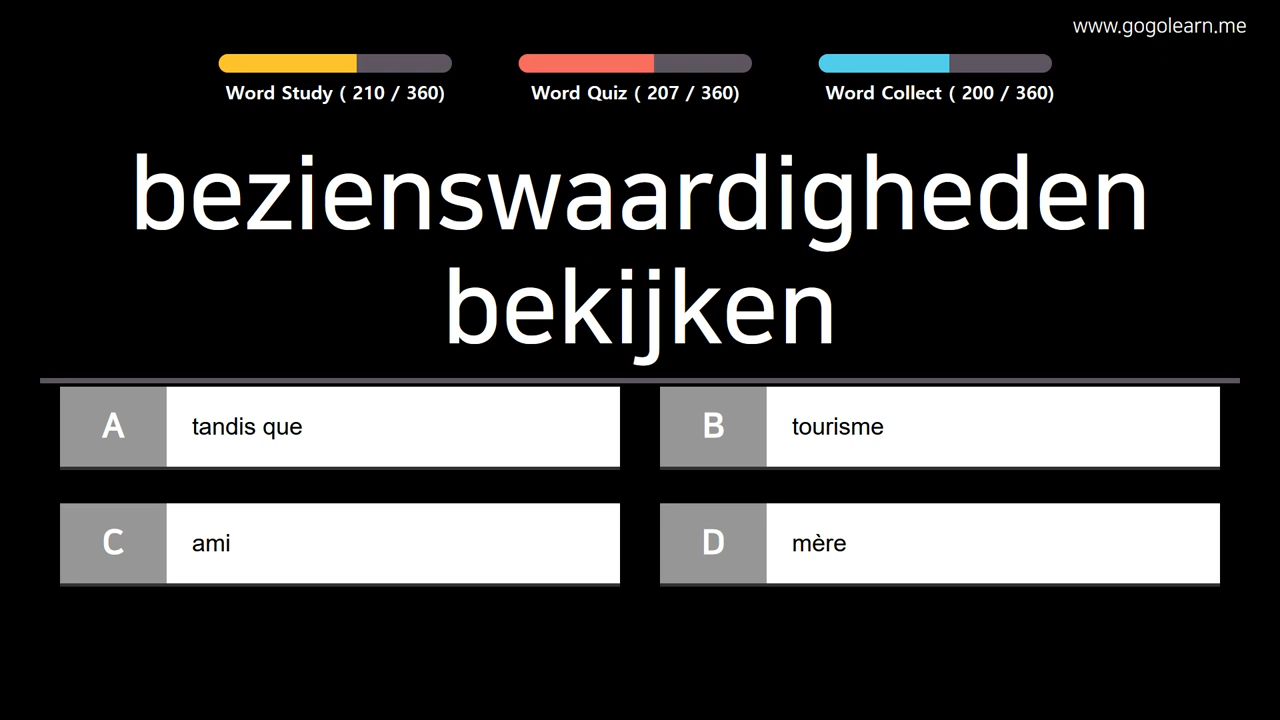 www.gogolearn.me
Word Study ( 210 / 360)
Word Quiz ( 207 / 360)
Word Collect ( 200 / 360)
bezienswaardigheden
bekijken
A tandis que
B tourisme
C ami
D mère